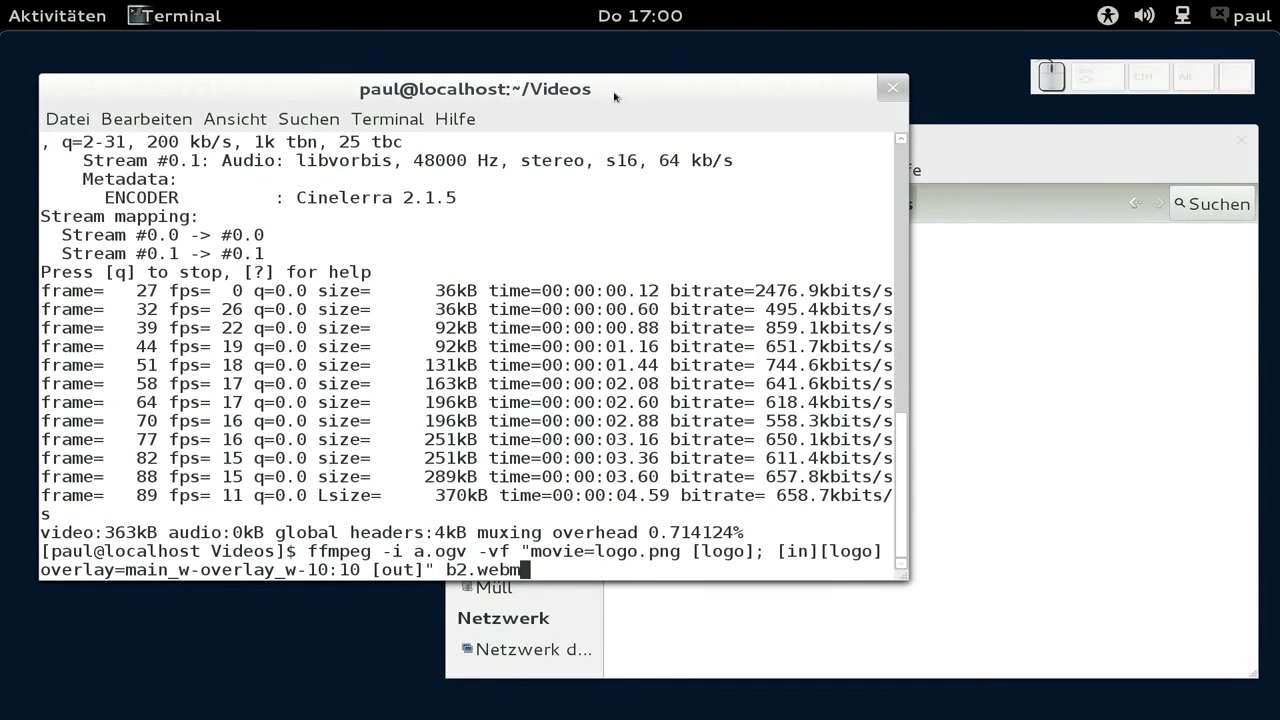 Aktivitäten Terminal Do 17:00 paul
paul@localhost:~/Videos
Datei Bearbeiten Ansicht Suchen Terminal Hilfe
, q=2-31, 200 kb/s, 1k tbn, 25 tbc
Stream #0.1: Audio: libvorbis, 48000 Hz, stereo, s16, 64 kb/s
Metadata:
ENCODER : Cinelerra 2.1.5
Stream mapping:
Stream #0.0 -> #0.0
Stream #0.1 -> #0.1
Press [q] to stop, [?] for help
frame= 27 fps= 0 q=0.0 size= 36kB time=00:00:00.12 bitrate=2476.9kbits/s
frame= 32 fps= 26 q=0.0 size= 36kB time=00:00:00.60 bitrate= 495.4kbits/s
frame= 39 fps= 22 q=0.0 size= 92kB time=00:00:00.88 bitrate= 859.1kbits/s
frame= 44 fps= 19 q=0.0 size= 92kB time=00:00:01.16 bitrate= 651.7kbits/s
frame= 51 fps= 18 q=0.0 size= 131kB time=00:00:01.44 bitrate= 744.6kbits/s
frame= 58 fps= 17 q=0.0 size= 163kB time=00:00:02.08 bitrate= 641.6kbits/s
frame= 64 fps= 17 q=0.0 size= 196kB time=00:00:02.60 bitrate= 618.4kbits/s
frame= 70 fps= 16 q=0.0 size= 196kB time=00:00:02.88 bitrate= 558.3kbits/s
frame= 77 fps= 16 q=0.0 size= 251kB time=00:00:03.16 bitrate= 650.1kbits/s
frame= 82 fps= 15 q=0.0 size= 251kB time=00:00:03.36 bitrate= 611.4kbits/s
frame= 88 fps= 15 q=0.0 size= 289kB time=00:00:03.60 bitrate= 657.8kbits/s
frame= 89 fps= 11 q=0.0 Lsize= 370kB time=00:00:04.59 bitrate= 658.7kbits/
s
video:363kB audio:0kB global headers:4kB muxing overhead 0.714124%
[paul@localhost Videos]$ ffmpeg -i a.ogv -vf "movie=logo.png [logo]; [in][logo]
overlay=main_w-overlay_w-10:10 [out]" b2.webm
Ctrl Alt
fe
s Suchen
Müll
Netzwerk
Netzwerk d...